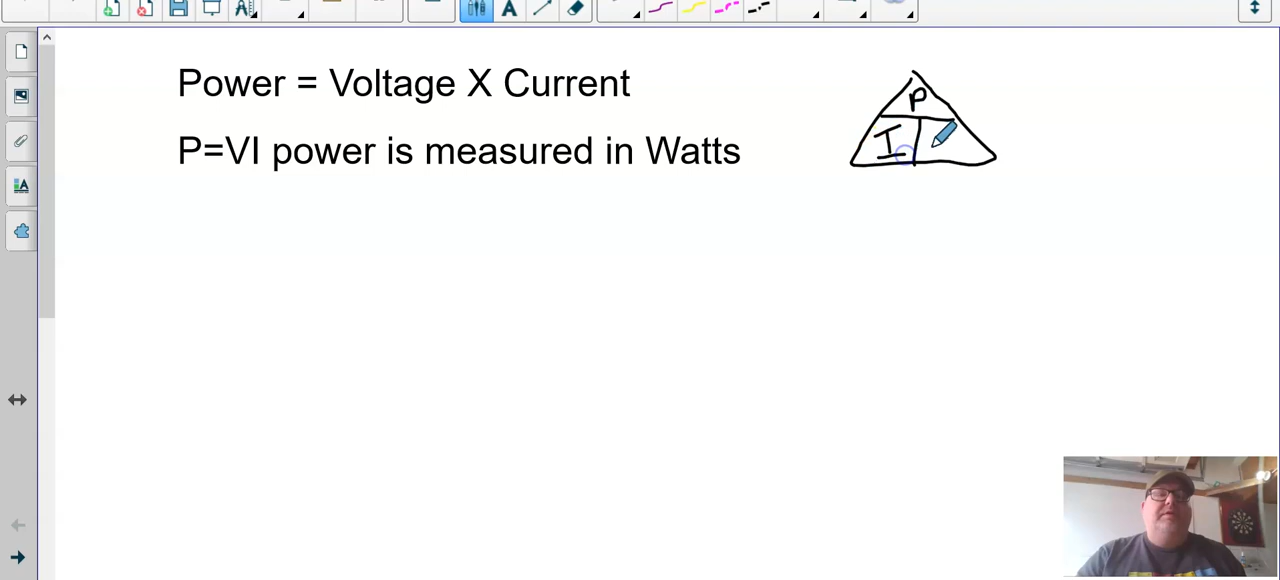 Power = Voltage X Current
P=VI power is measured in Watts
P
I